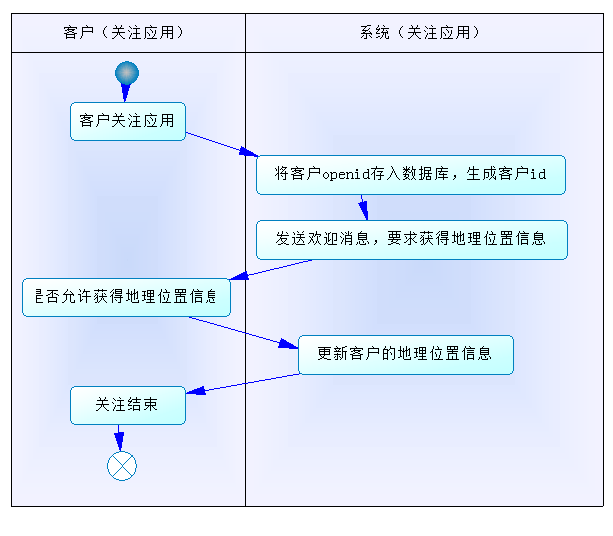 客户（关注应用）
系统（关注应用）
客户关注应用
将客户openid存入数据库，生成客户id
发送欢迎消息，要求获得地理位置信息
是否允许获得地理位置信息
更新客户的地理位置信息
关注结束